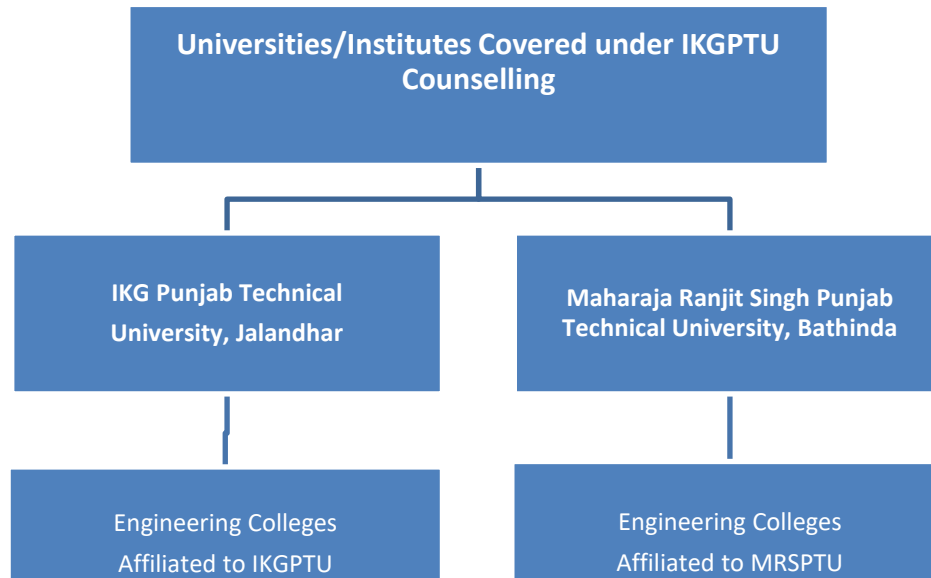 Universities/Institutes Covered under IKGPTU
Counselling
IKG Punjab Technical
University, Jalandhar
Maharaja Ranjit Singh Punjab
Technical University, Bathinda
Engineering Colleges
Affiliated to IKGPTU
Engineering Colleges
Affiliated to MRSPTU